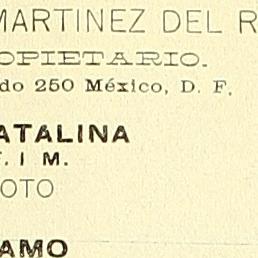 MARTINEZ DEL R
OPIETARIO.
do 250 México, D. F.
ATALINA
F. I M.
OTO
AMO